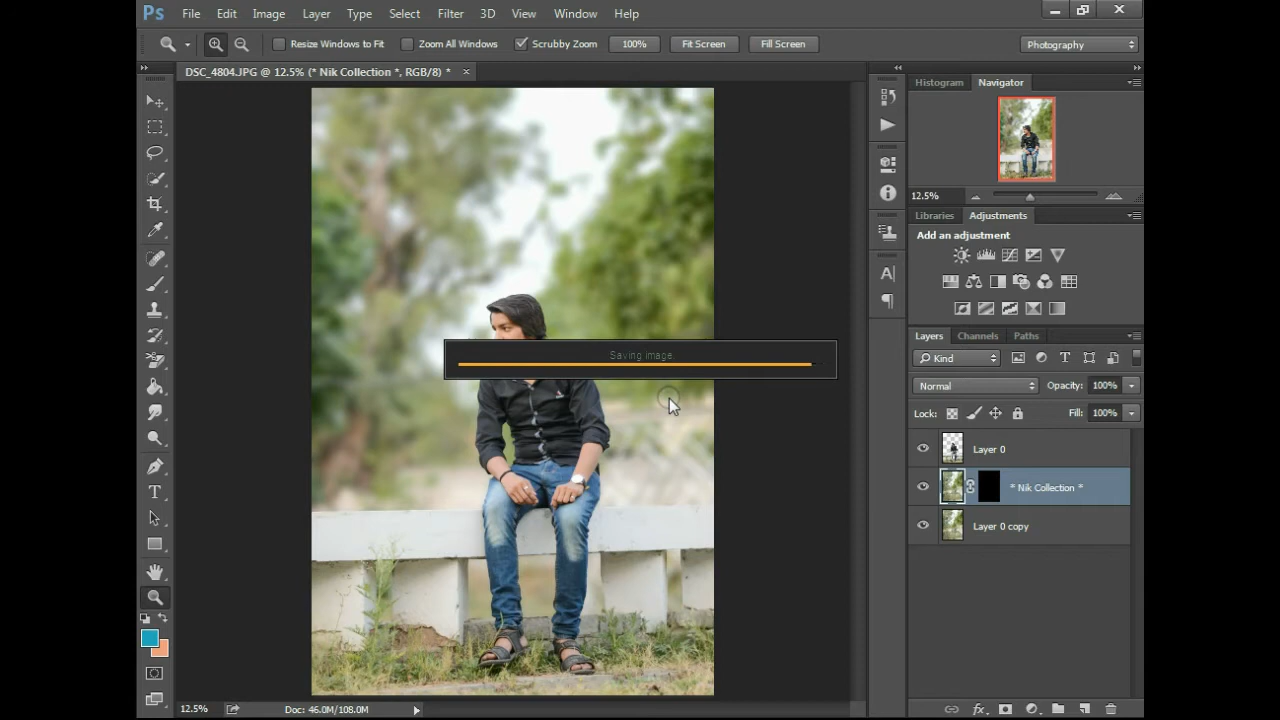 Ps File Edit Image Layer Type Select Filter 3D View Window Help
Resize Windows to Fit Zoom All Windows Scrubby Zoom 100% Fit Screen Fill Screen Photography
DSC_4804.JPG @ 12.5% (* Nik Collection *, RGB/8) * ×
Histogram Navigator
12.5%
Libraries Adjustments
Add an adjustment
Layers Channels Paths
Kind T
Normal Opacity: 100%
Lock: Fill: 100%
Layer 0
* Nik Collection *
Layer 0 copy
Saving image
A
T
12.5% Doc: 46.0M/108.0M
fx